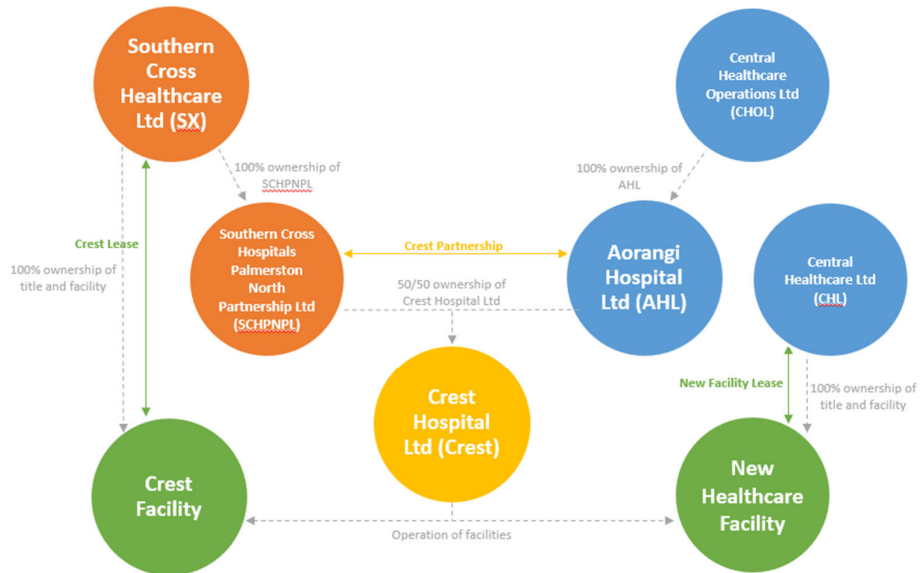 Southern
Cross
Healthcare
Ltd (SX)
Central
Healthcare
Operations Ltd
(CHOL)
100% ownership of
SCHPNPL
100% ownership of
AHL
Crest Lease
100% ownership of
title and facility
Southern Cross
Hospitals
Palmerston
North
Partnership Ltd
(SCHPNPL)
Crest Partnership
50/50 ownership of
Crest Hospital Ltd
Aorangi
Hospital
Ltd (AHL)
Central
Healthcare Ltd
(CHL)
New Facility Lease
100% ownership of
title and facility
Crest
Hospital
Ltd (Crest)
Crest
Facility
Operation of facilities
New
Healthcare
Facility